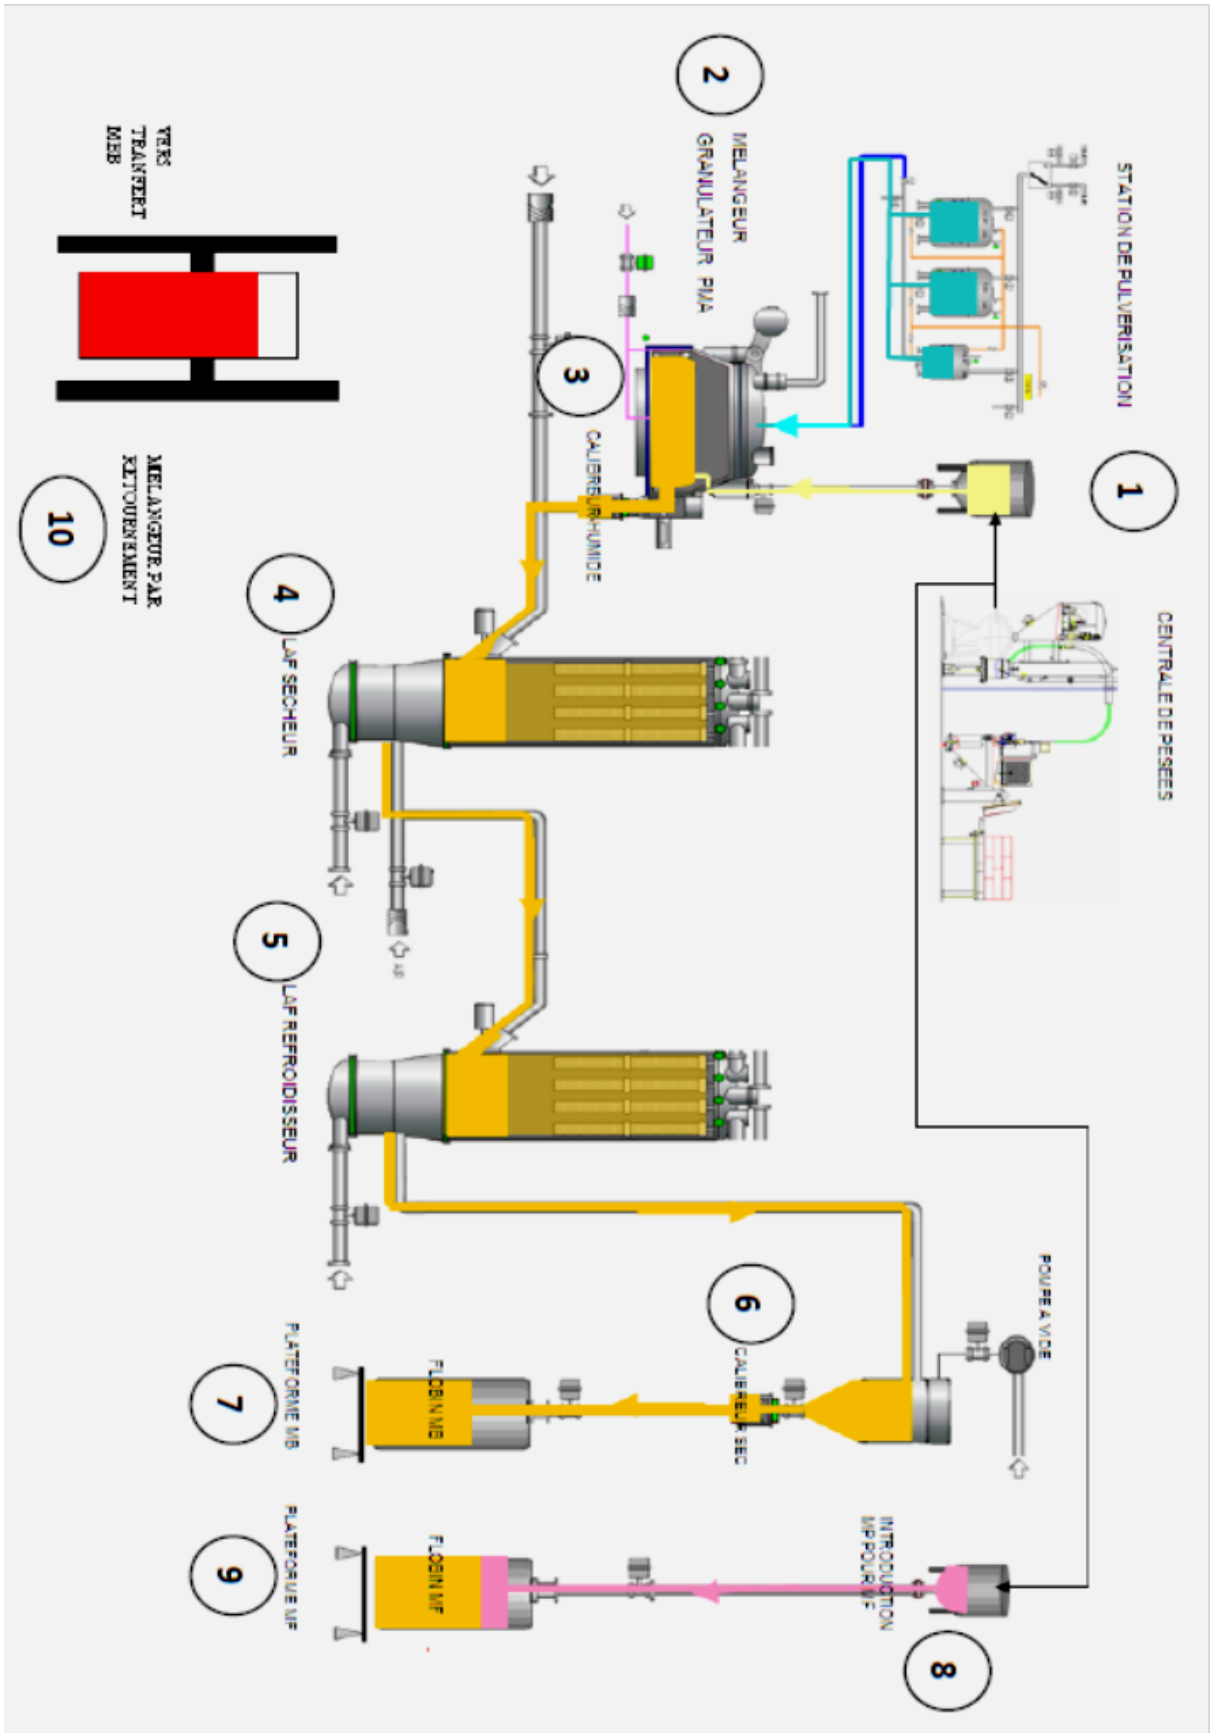 STATION DE PULVERISATION
1
CENTRALE DE PESEES
2
MELANGEUR
GRANULATEUR PMA
3
CALIBREUR HUMIDE
4
LAF SECHEUR
AIR
5
LAF REFROIDISSEUR
POMPE A VIDE
6
CALIBREUR SEC
7
PLATEFORME MB
FLOBIN MB
INTRODUCTION
MP POUR MF
8
9
PLATEFORME MF
FLOBIN MF
VERS
TRANFERT
MEB
MELANGEUR PAR
RETOURNEMENT
10